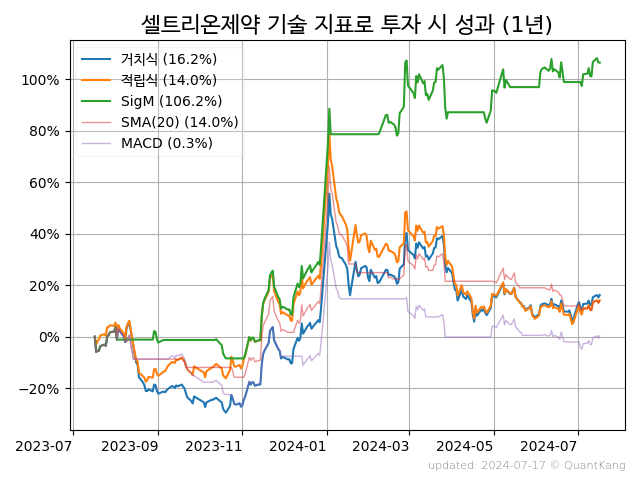 셀트리온제약 기술 지표로 투자 시 성과 (1년)
거치식 (16.2%)
적립식 (14.0%)
SigM (106.2%)
SMA(20) (14.0%)
MACD (0.3%)
100%
80%
60%
40%
20%
0%
−20%
2023-07 2023-09 2023-11 2024-01 2024-03 2024-05 2024-07
updated: 2024-07-17 © QuantKang